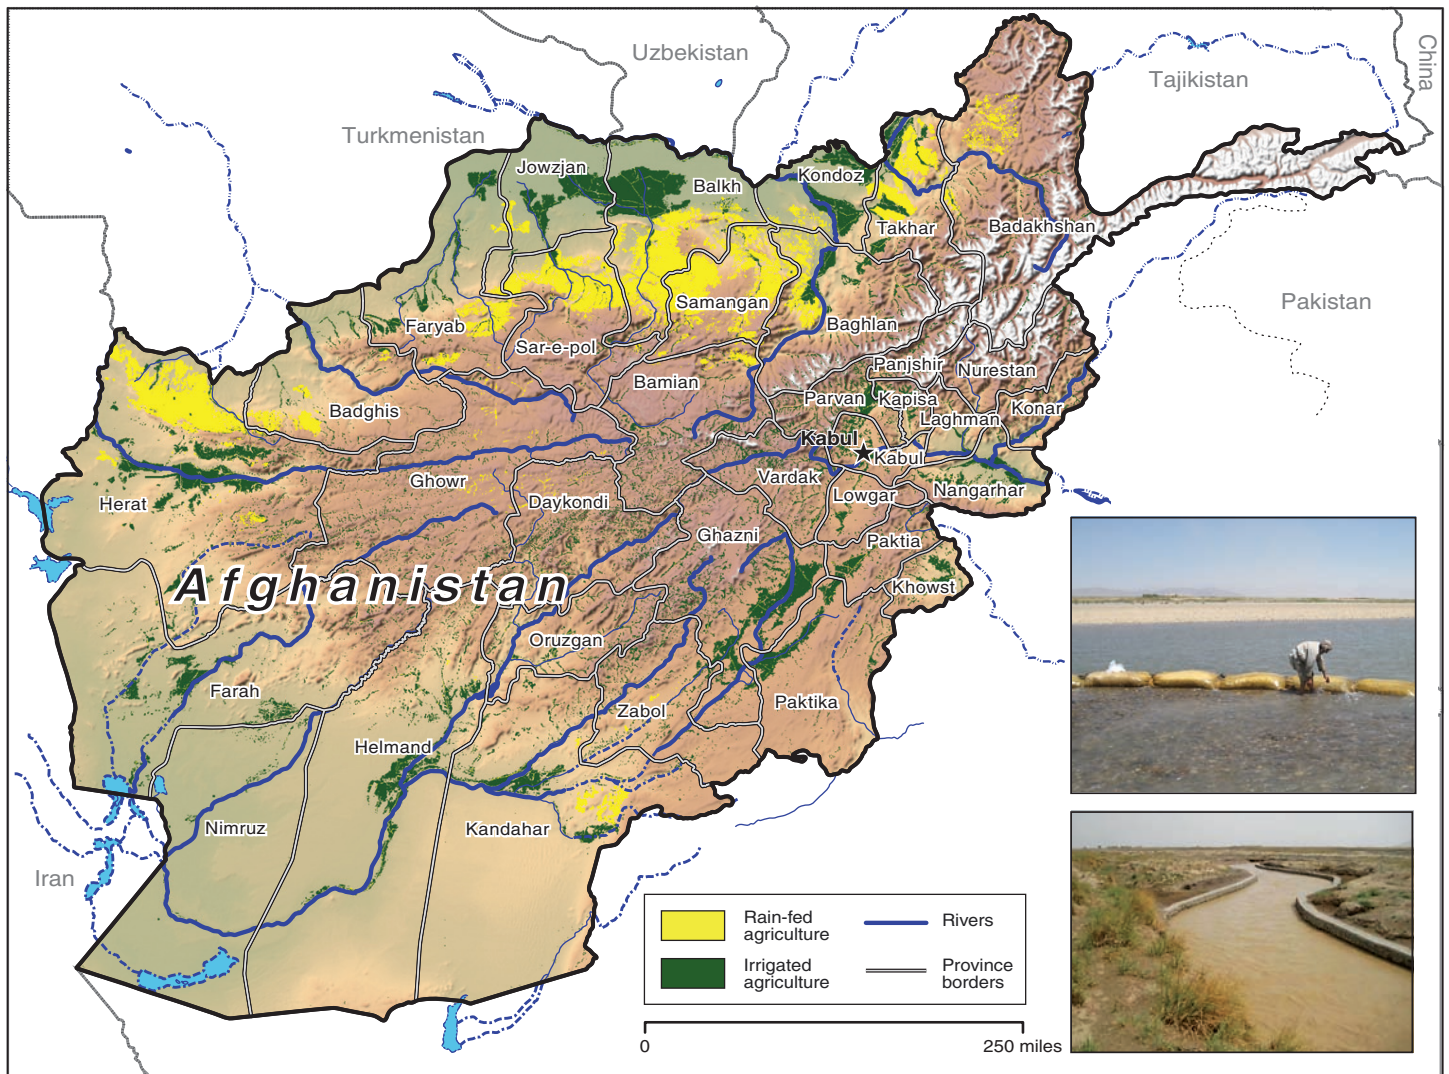 Uzbekistan
Tajikistan
China
Turkmenistan
Jowzjan
Balkh
Kondoz
Takhar
Badakhshan
Pakistan
Samangan
Faryab
Baghlan
Sar-e-pol
Panjshir
Nurestan
Bamian
Badghis
Parvan
Kapisa
Konar
Laghman
Kabul
Kabul
Ghowr
Vardak
Herat
Daykondi
Lowgar
Nangarhar
Ghazni
Paktia
Afghanistan
Khowst
Oruzgan
Farah
Zabol
Paktika
Helmand
Nimruz
Kandahar
Iran
Rain-fed
agriculture
Rivers
Irrigated
agriculture
Province
borders
0
250 miles